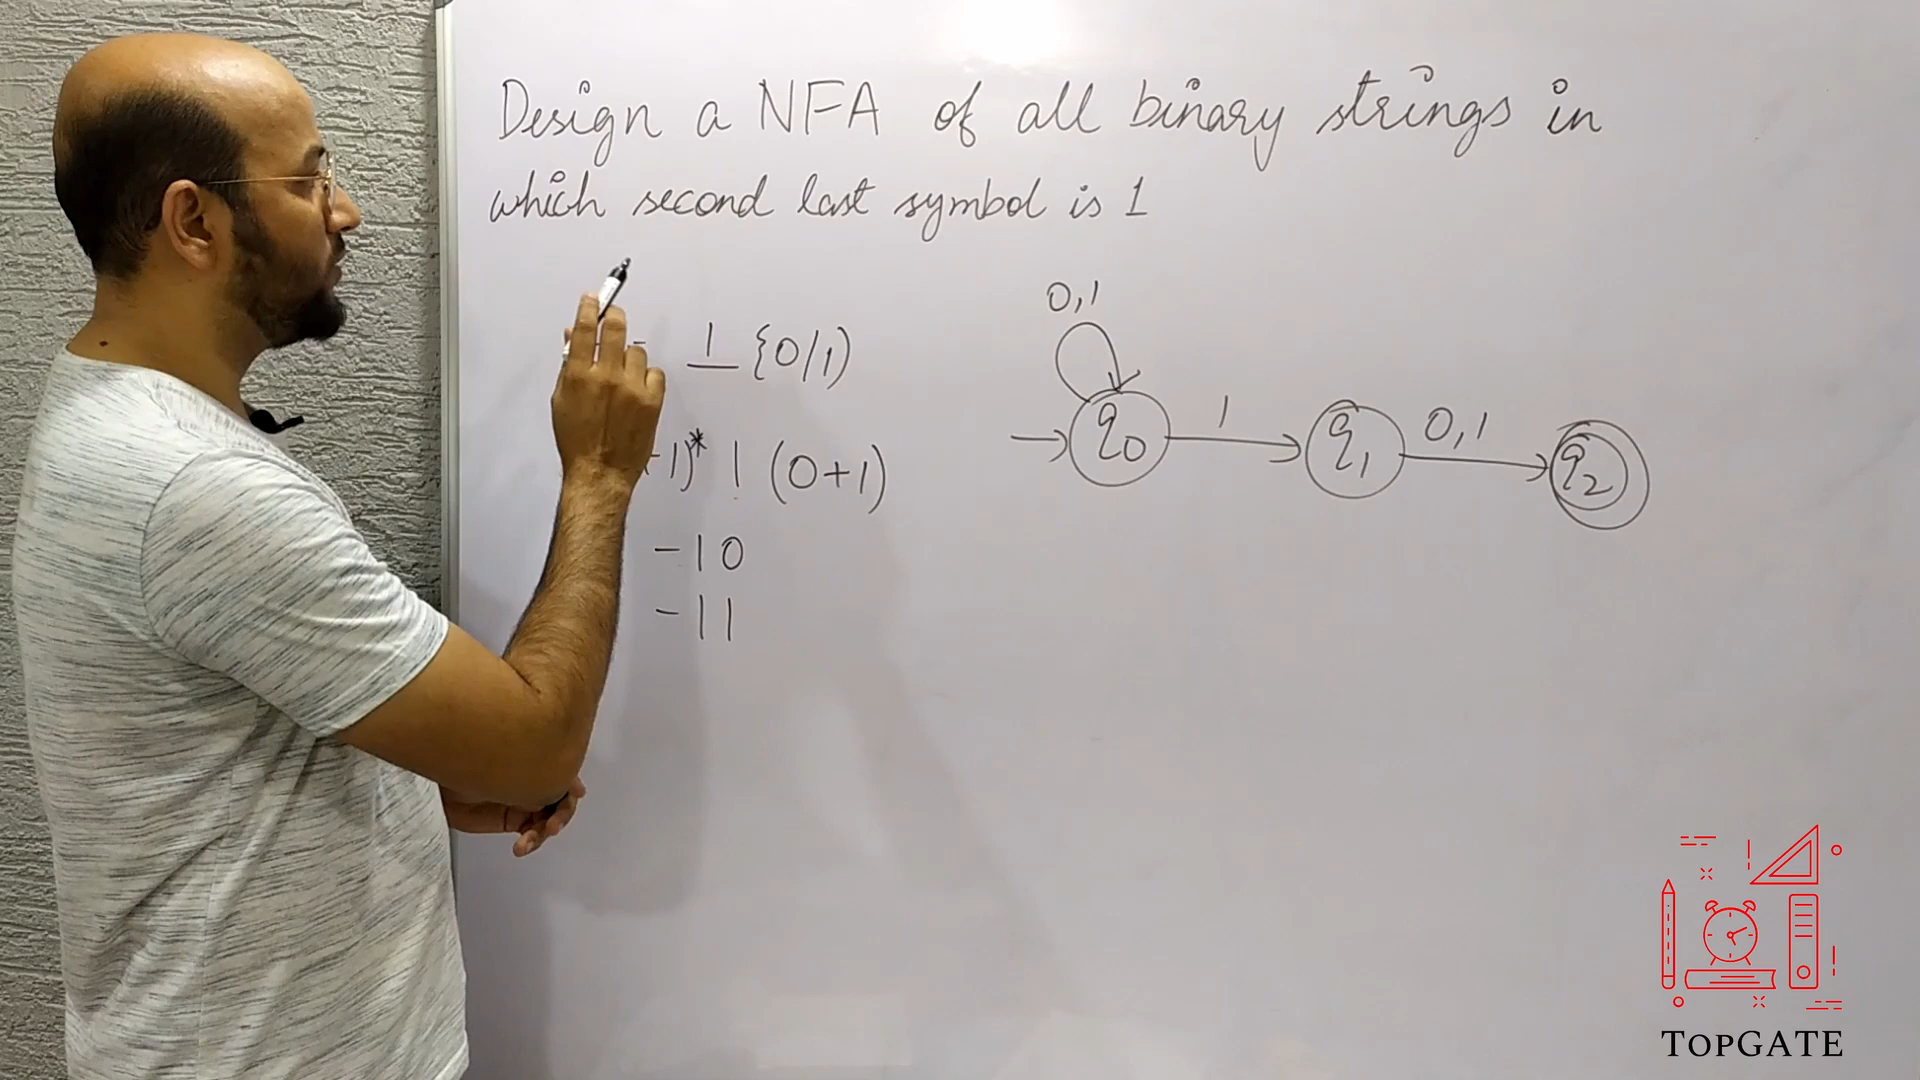 Design a NFA of all binary strings in
which second last symbol is 1
1 {0/1)
1)* 1 (0+1)
-10
-11
0,1
q0
1
q1
0,1
q2
TOPGATE